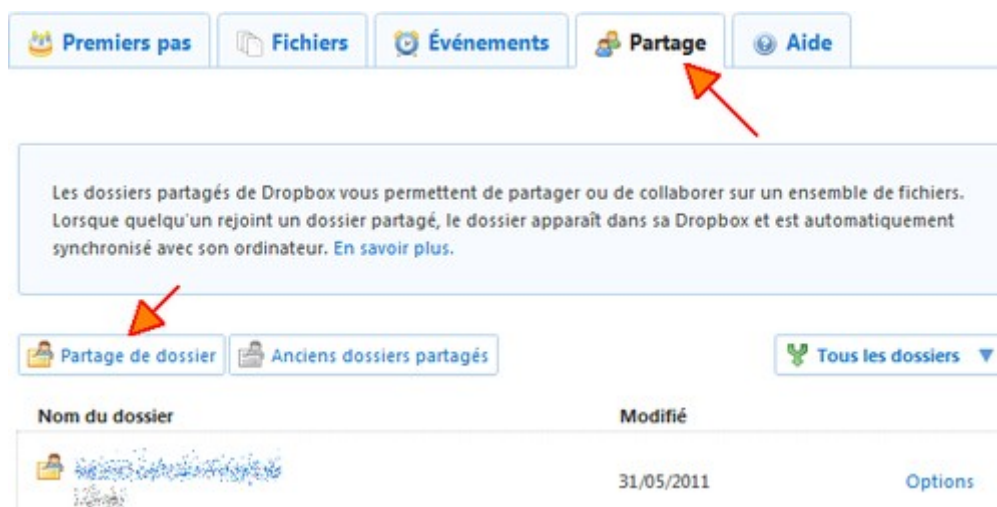 Premiers pas Fichiers Événements Partage Aide
Les dossiers partagés de Dropbox vous permettent de partager ou de collaborer sur un ensemble de fichiers.
Lorsque quelqu'un rejoint un dossier partagé, le dossier apparaît dans sa Dropbox et est automatiquement
synchronisé avec son ordinateur. En savoir plus.
Partage de dossier Anciens dossiers partagés Tous les dossiers
Nom du dossier Modifié
31/05/2011 Options